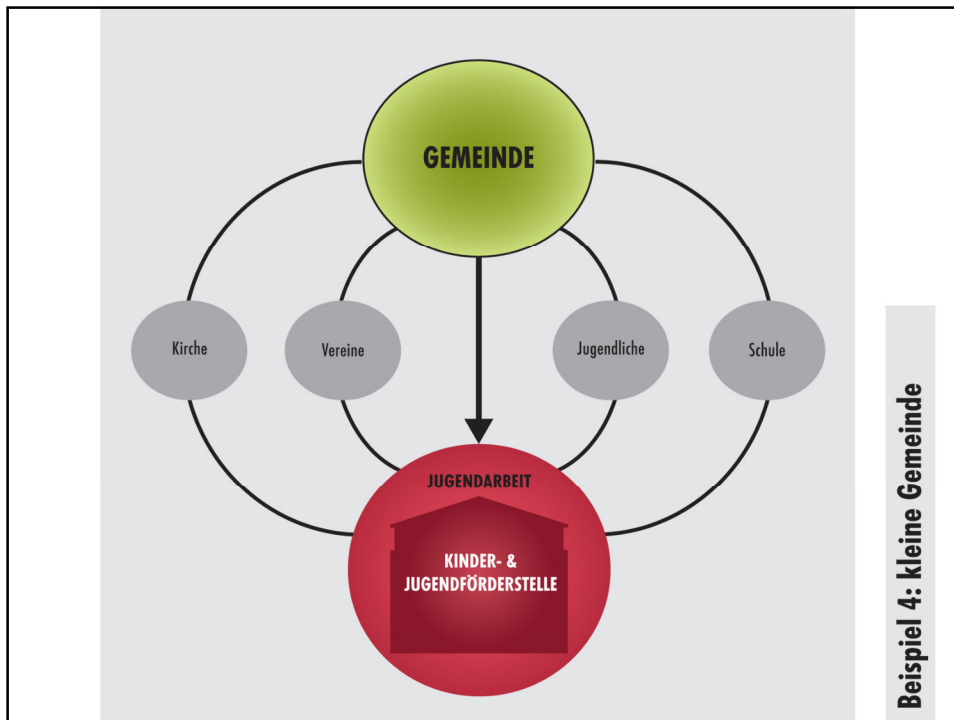 GEMEINDE
Kirche
Vereine
Jugendliche
Schule
JUGENDARBEIT
KINDER- &
JUGENDFÖRDERSTELLE
Beispiel 4: kleine Gemeinde